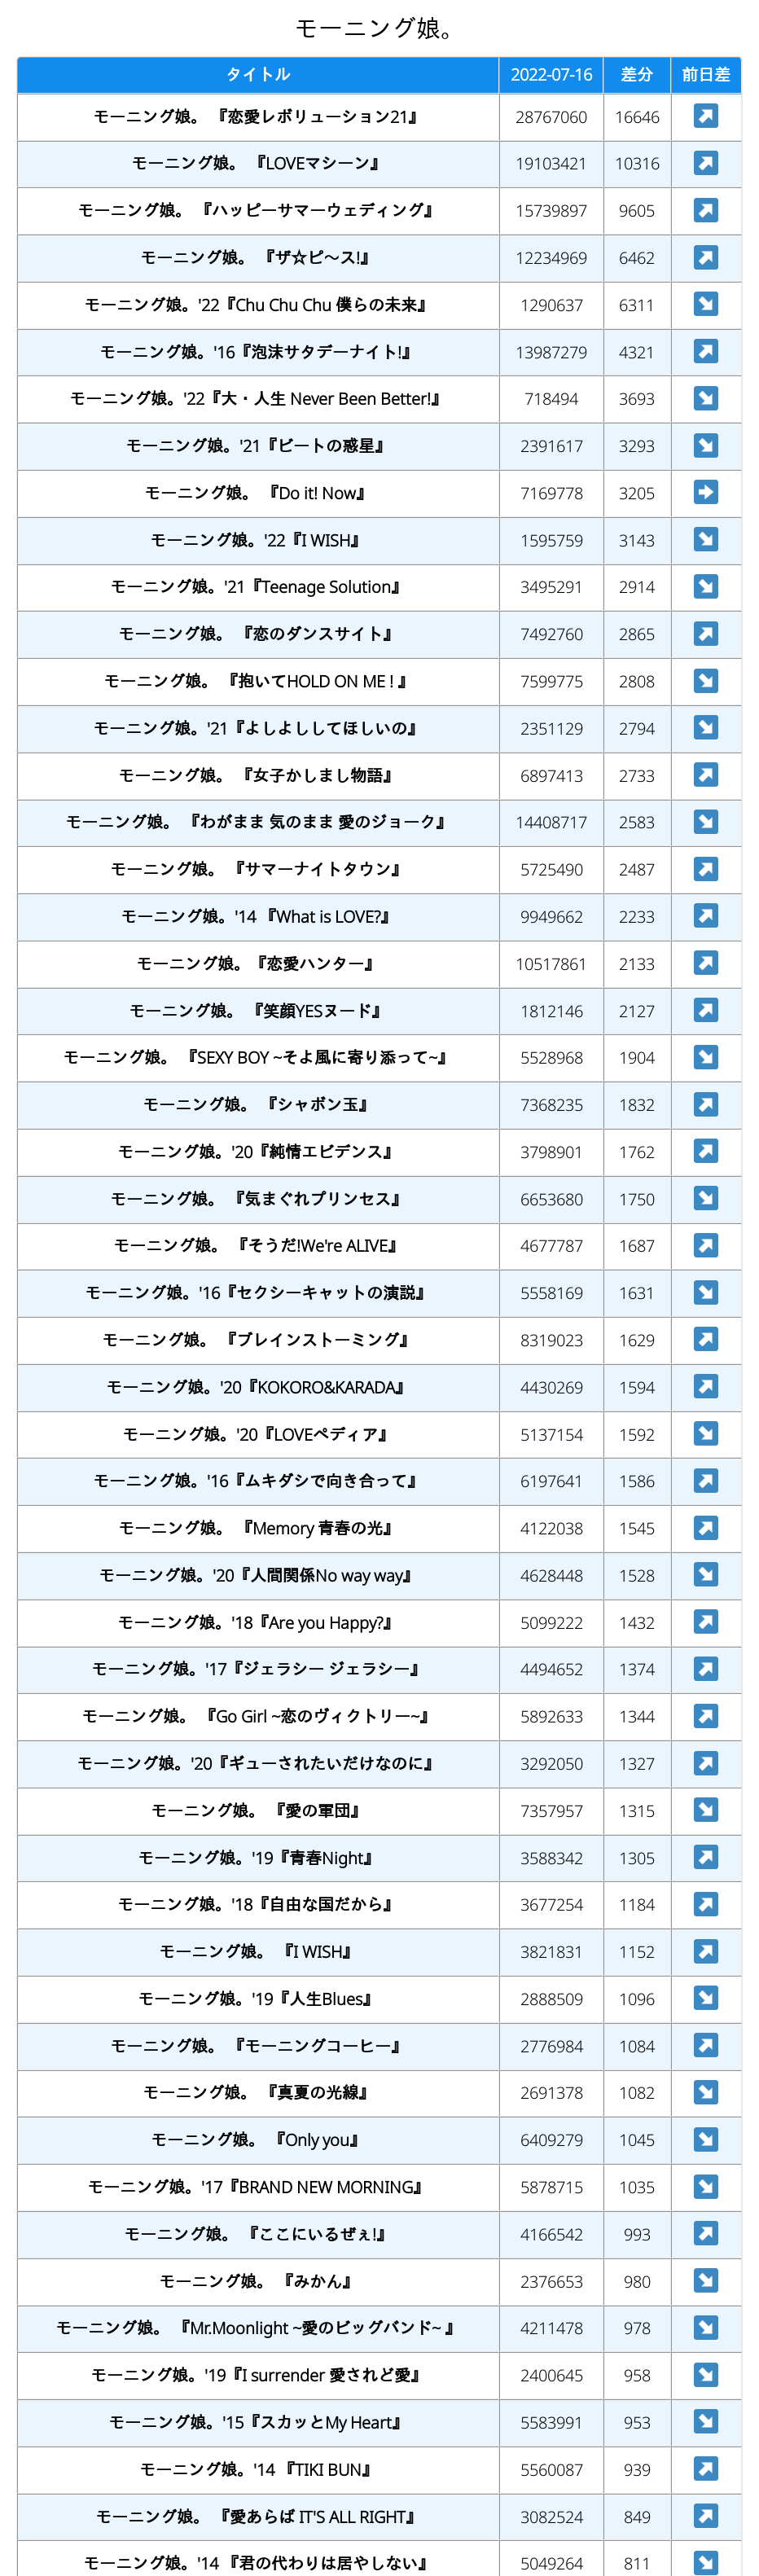 モーニング娘。
タイトル 2022-07-16 差分 前日差
モーニング娘。 『恋愛レボリューション21』 28767060 16646
モーニング娘。 『LOVEマシーン』 19103421 10316
モーニング娘。 『ハッピーサマーウェディング』 15739897 9605
モーニング娘。 『ザ☆ピ〜ス!』 12234969 6462
モーニング娘。'22『Chu Chu Chu 僕らの未来』 1290637 6311
モーニング娘。'16『泡沫サタデーナイト!』 13987279 4321
モーニング娘。'22『大・人生 Never Been Better!』 718494 3693
モーニング娘。'21『ビートの惑星』 2391617 3293
モーニング娘。 『Do it! Now』 7169778 3205
モーニング娘。'22『I WISH』 1595759 3143
モーニング娘。'21『Teenage Solution』 3495291 2914
モーニング娘。 『恋のダンスサイト』 7492760 2865
モーニング娘。 『抱いてHOLD ON ME ! 』 7599775 2808
モーニング娘。'21『よしよししてほしいの』 2351129 2794
モーニング娘。 『女子かしまし物語』 6897413 2733
モーニング娘。 『わがまま 気のまま 愛のジョーク』 14408717 2583
モーニング娘。 『サマーナイトタウン』 5725490 2487
モーニング娘。'14 『What is LOVE?』 9949662 2233
モーニング娘。『恋愛ハンター』 10517861 2133
モーニング娘。 『笑顔YESヌード』 1812146 2127
モーニング娘。 『SEXY BOY ~そよ風に寄り添って~』 5528968 1904
モーニング娘。 『シャボン玉』 7368235 1832
モーニング娘。'20『純情エビデンス』 3798901 1762
モーニング娘。 『気まぐれプリンセス』 6653680 1750
モーニング娘。 『そうだ!We're ALIVE』 4677787 1687
モーニング娘。'16『セクシーキャットの演説』 5558169 1631
モーニング娘。 『ブレインストーミング』 8319023 1629
モーニング娘。'20『KOKORO&KARADA』 4430269 1594
モーニング娘。'20『LOVEペディア』 5137154 1592
モーニング娘。'16『ムキダシで向き合って』 6197641 1586
モーニング娘。 『Memory 青春の光』 4122038 1545
モーニング娘。'20『人間関係No way way』 4628448 1528
モーニング娘。'18『Are you Happy?』 5099222 1432
モーニング娘。'17『ジェラシー ジェラシー』 4494652 1374
モーニング娘。 『Go Girl ~恋のヴィクトリー~』 5892633 1344
モーニング娘。'20『ギューされたいだけなのに』 3292050 1327
モーニング娘。 『愛の軍団』 7357957 1315
モーニング娘。'19『青春Night』 3588342 1305
モーニング娘。'18『自由な国だから』 3677254 1184
モーニング娘。 『I WISH』 3821831 1152
モーニング娘。'19『人生Blues』 2888509 1096
モーニング娘。 『モーニングコーヒー』 2776984 1084
モーニング娘。 『真夏の光線』 2691378 1082
モーニング娘。 『Only you』 6409279 1045
モーニング娘。'17『BRAND NEW MORNING』 5878715 1035
モーニング娘。 『ここにいるぜぇ!』 4166542 993
モーニング娘。 『みかん』 2376653 980
モーニング娘。 『Mr.Moonlight ~愛のビッグバンド~ 』 4211478 978
モーニング娘。'19『I surrender 愛されど愛』 2400645 958
モーニング娘。'15『スカッとMy Heart』 5583991 953
モーニング娘。'14 『TIKI BUN』 5560087 939
モーニング娘。 『愛あらば IT'S ALL RIGHT』 3082524 849
モーニング娘。'14 『君の代わりは居やしない』 5049264 811